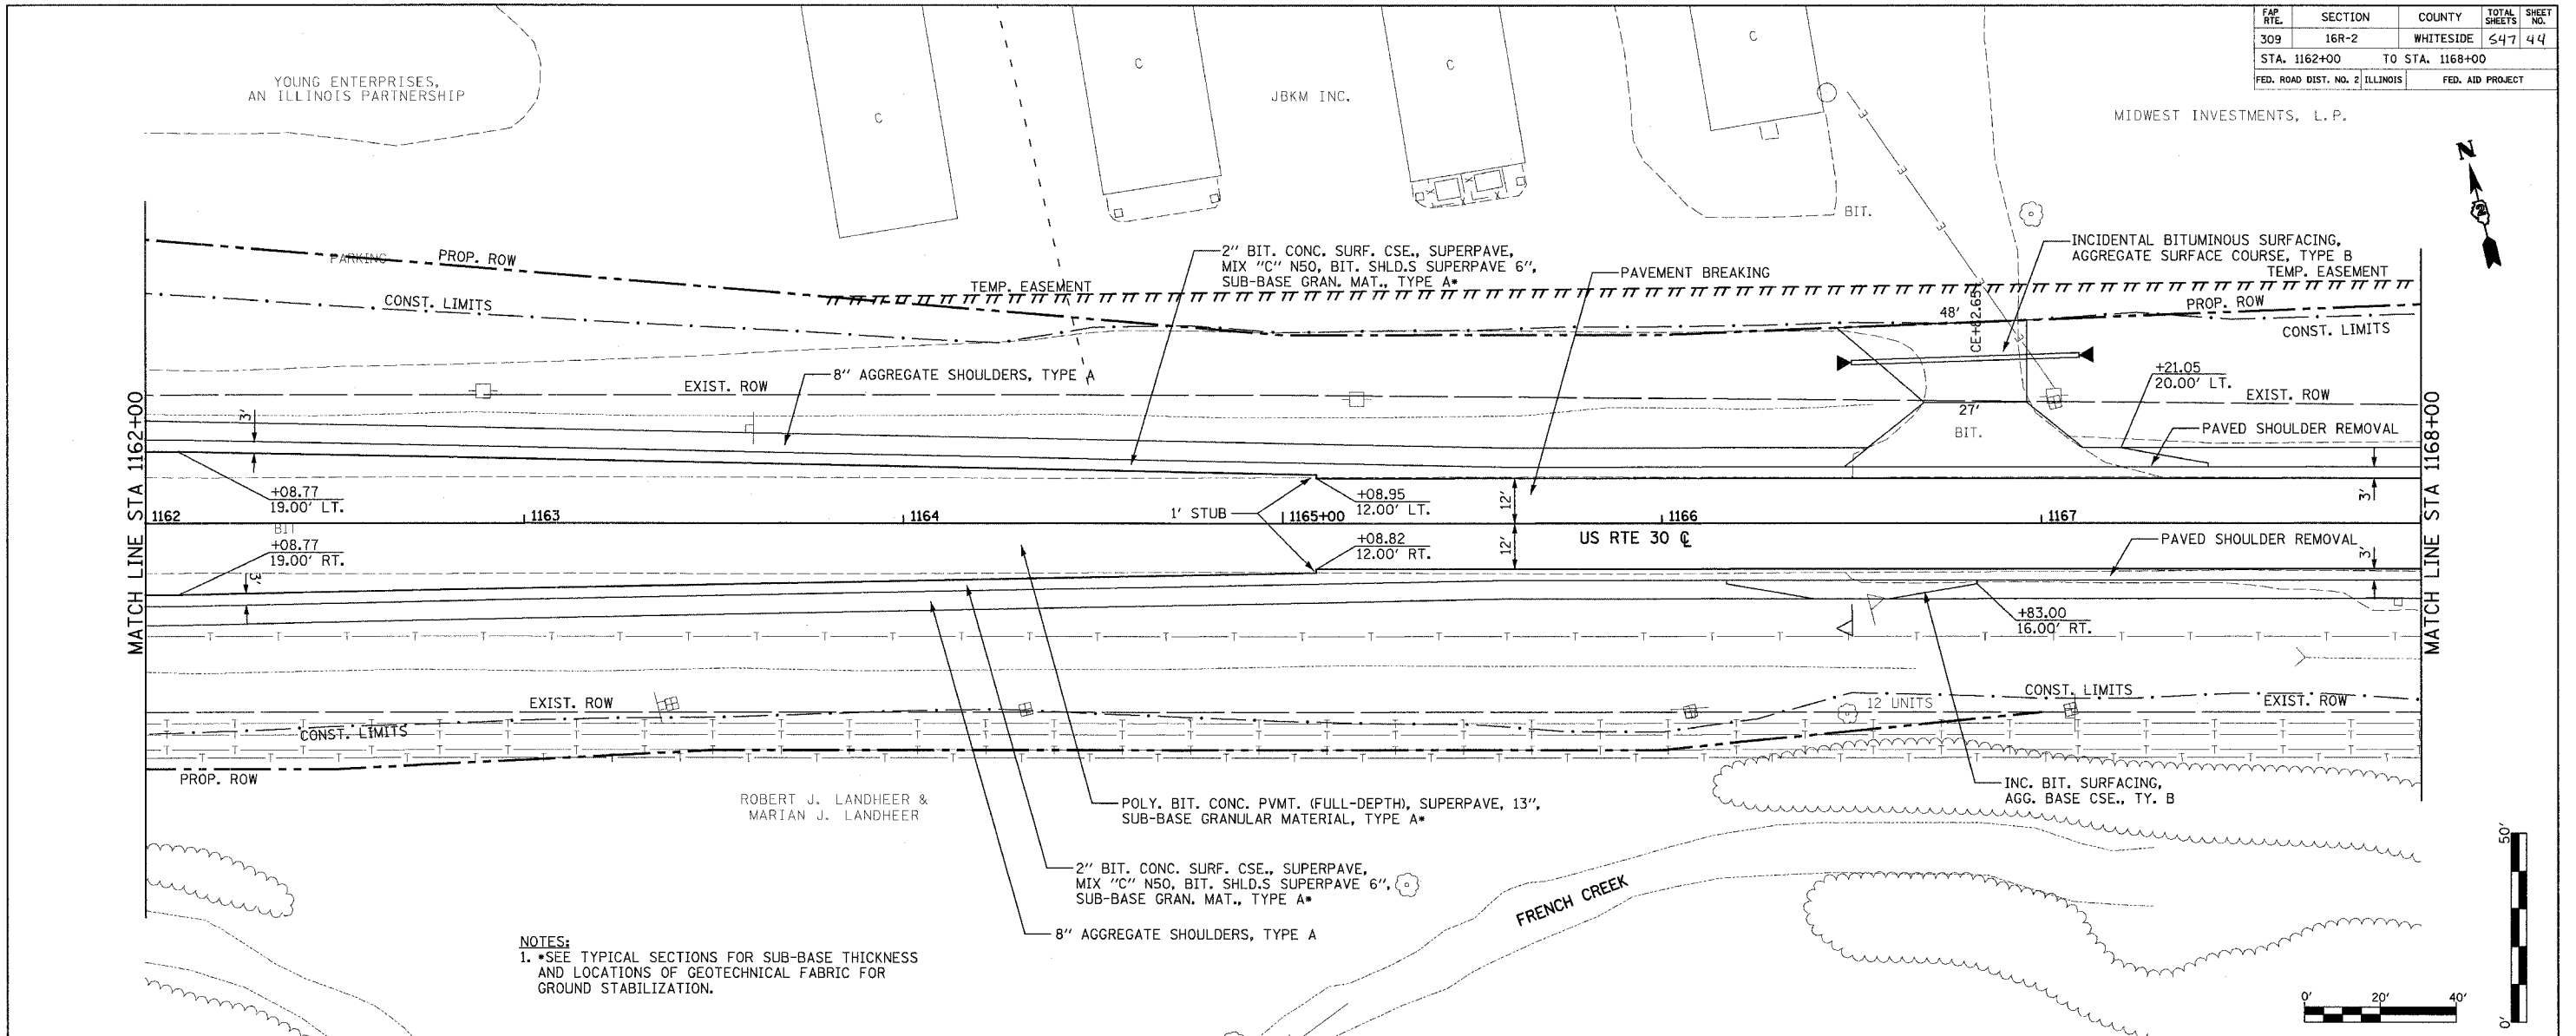 FAP RTE. SECTION COUNTY TOTAL SHEETS SHEET NO.
309 16R-2 WHITESIDE 547 44
STA. 1162+00 TO STA. 1168+00
FED. ROAD DIST. NO. 2 ILLINOIS FED. AID PROJECT
YOUNG ENTERPRISES,
AN ILLINOIS PARTNERSHIP
C
C
JBKM INC.
C
C
MIDWEST INVESTMENTS, L.P.
N
2
BIT.
PARKING
PROP. ROW
CONST. LIMITS
TEMP. EASEMENT
2" BIT. CONC. SURF. CSE., SUPERPAVE,
MIX "C" N50, BIT. SHLD.S SUPERPAVE 6",
SUB-BASE GRAN. MAT., TYPE A*
PAVEMENT BREAKING
INCIDENTAL BITUMINOUS SURFACING,
AGGREGATE SURFACE COURSE, TYPE B
TEMP. EASEMENT
PROP. ROW
CONST. LIMITS
48'
CE+82.65
E
E
E
E
8" AGGREGATE SHOULDERS, TYPE A
EXIST. ROW
+21.05
20.00' LT.
EXIST. ROW
27'
BIT.
PAVED SHOULDER REMOVAL
3'
3'
MATCH LINE STA 1162+00
MATCH LINE STA 1168+00
+08.77
19.00' LT.
+08.95
12.00' LT.
12'
1' STUB
1162
1163
1164
1165+00
1166
1167
BIT
+08.77
19.00' RT.
+08.82
12.00' RT.
12'
US RTE 30 ℄
PAVED SHOULDER REMOVAL
3'
3'
+83.00
16.00' RT.
EXIST. ROW
CONST. LIMITS
12 UNITS
CONST. LIMITS
EXIST. ROW
PROP. ROW
ROBERT J. LANDHEER &
MARIAN J. LANDHEER
POLY. BIT. CONC. PVMT. (FULL-DEPTH), SUPERPAVE, 13",
SUB-BASE GRANULAR MATERIAL, TYPE A*
INC. BIT. SURFACING,
AGG. BASE CSE., TY. B
2" BIT. CONC. SURF. CSE., SUPERPAVE,
MIX "C" N50, BIT. SHLD.S SUPERPAVE 6",
SUB-BASE GRAN. MAT., TYPE A*
FRENCH CREEK
8" AGGREGATE SHOULDERS, TYPE A
NOTES:
1. *SEE TYPICAL SECTIONS FOR SUB-BASE THICKNESS
AND LOCATIONS OF GEOTECHNICAL FABRIC FOR
GROUND STABILIZATION.
50'
0'
0' 20' 40'